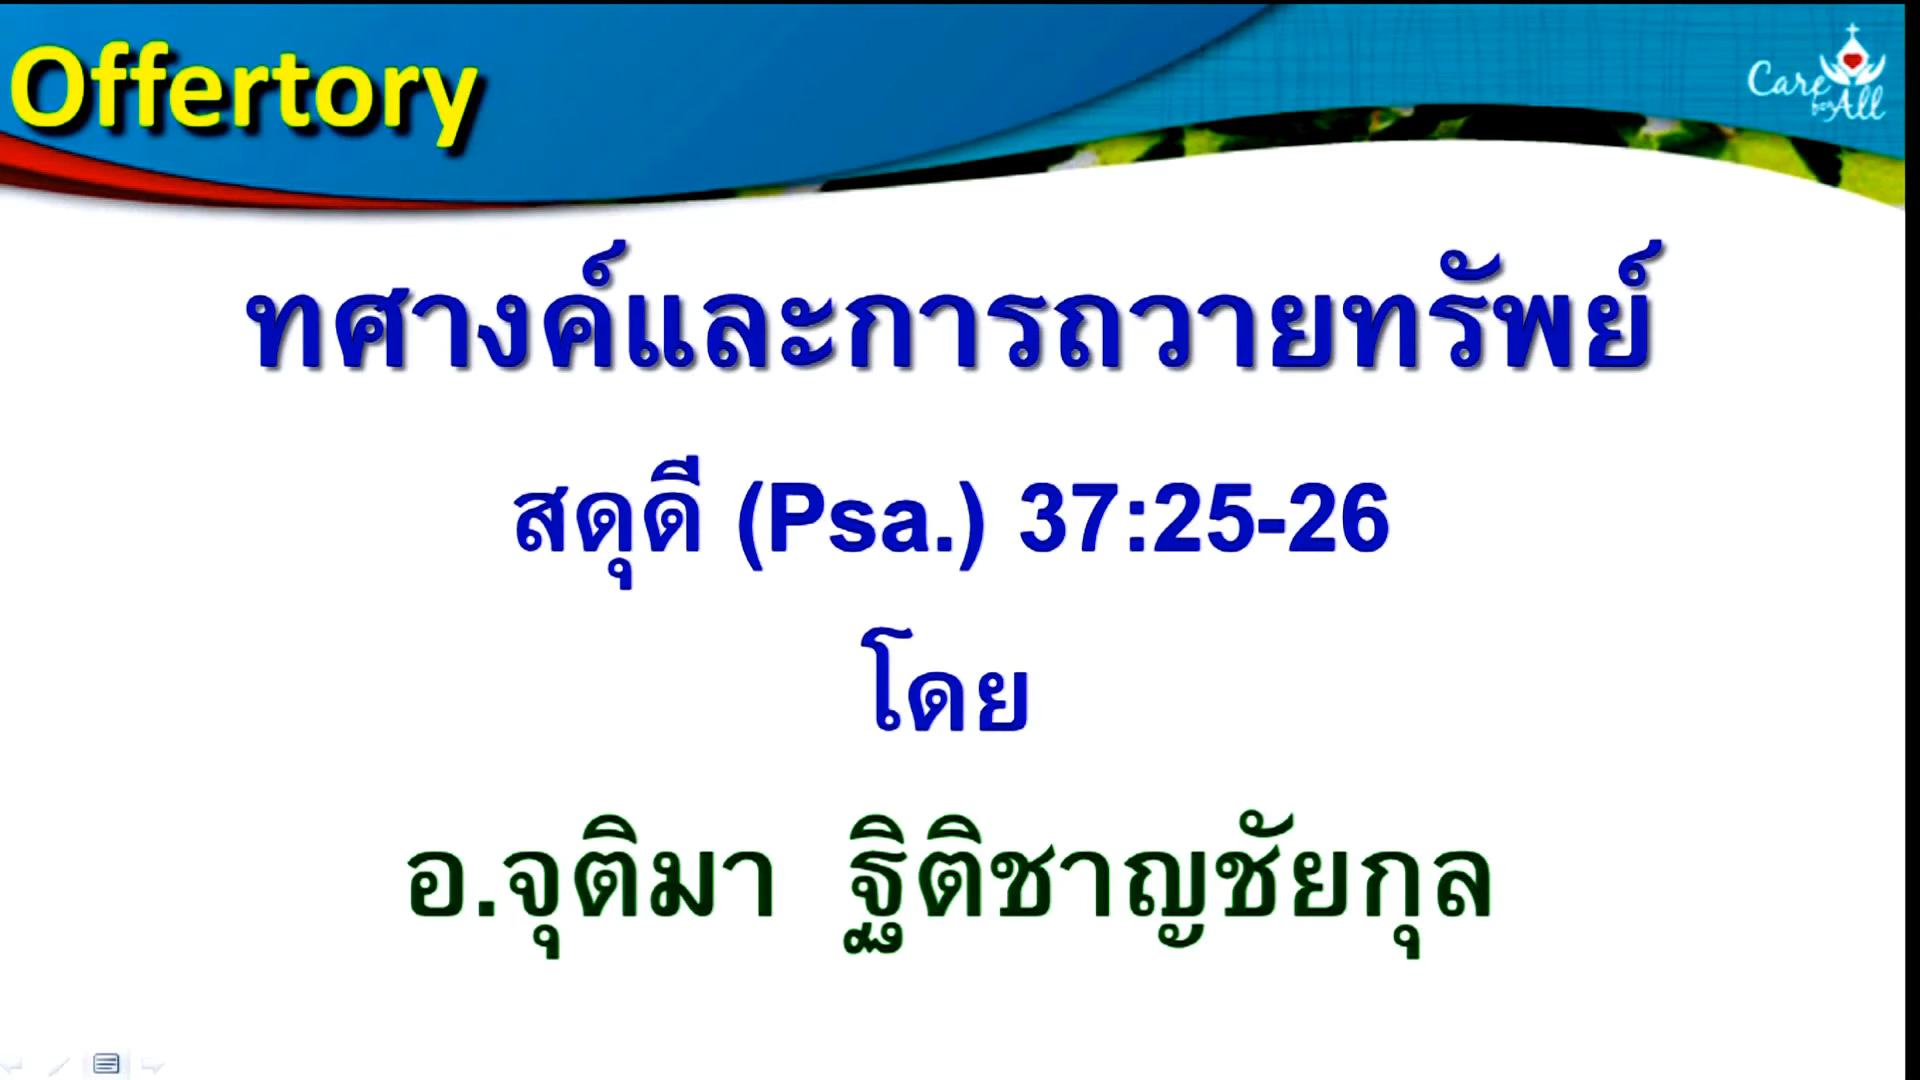 Offertory
Care for All
ทศางค์และการถวายทรัพย์
สดุดี (Psa.) 37:25-26
โดย
อ.จุติมา ฐิติชาญชัยกุล